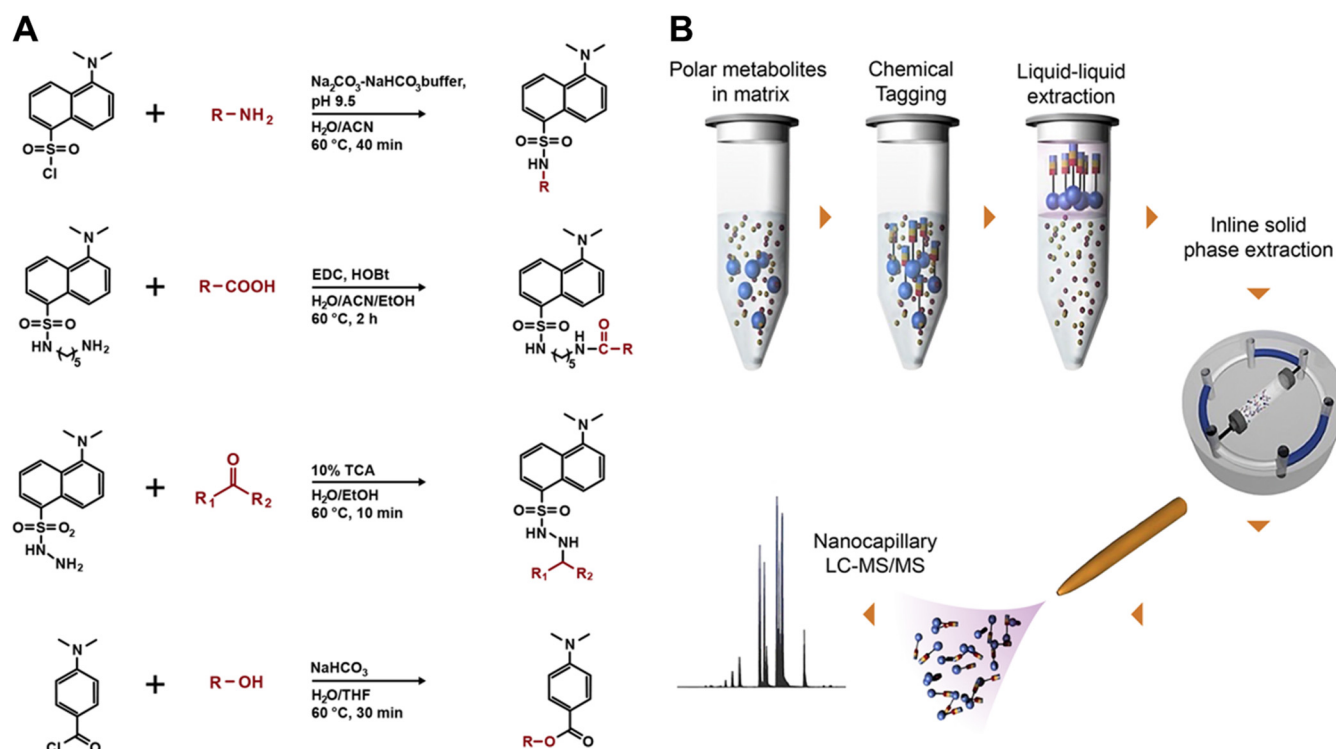 A
N
O=S=O
Cl
+
R−NH₂
Na₂CO₃-NaHCO₃buffer,
pH 9.5
H₂O/ACN
60 °C, 40 min
N
O=S=O
HN
R
N
O=S=O
HN
5
NH₂
+
R−COOH
EDC, HOBt
H₂O/ACN/EtOH
60 °C, 2 h
N
O=S=O
HN
5
H
N−C−R
O
N
O=S=O₂
HN
NH₂
+
O
R₁ R₂
10% TCA
H₂O/EtOH
60 °C, 10 min
N
O=S=O
HN
NH
R₁ R₂
N
Cl O
+
R−OH
NaHCO₃
H₂O/THF
60 °C, 30 min
N
R−O O
B
Polar metabolites
in matrix
Chemical
Tagging
Liquid-liquid
extraction
Inline solid
phase extraction
Nanocapillary
LC-MS/MS